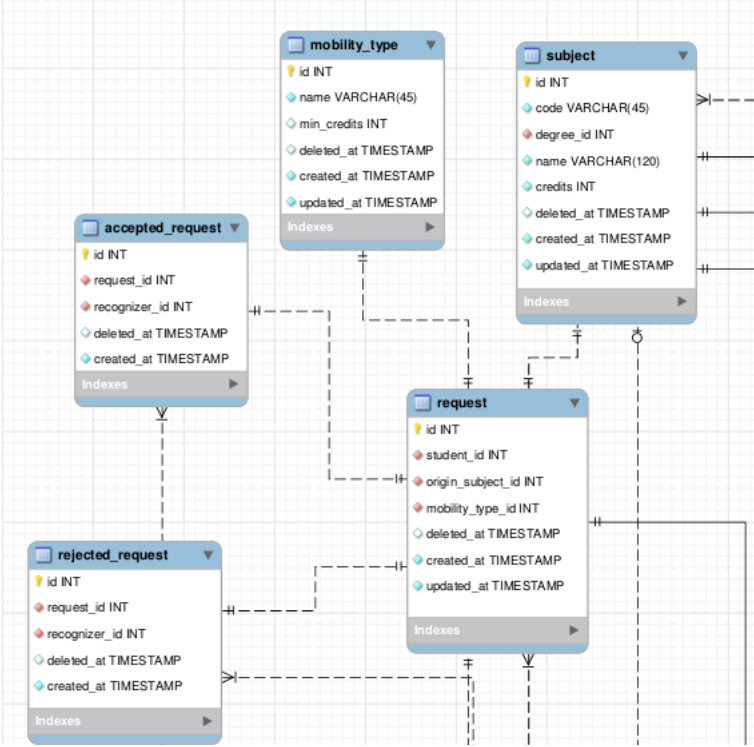 mobility_type
id INT
name VARCHAR(45)
min_credits INT
deleted_at TIMESTAMP
created_at TIMESTAMP
updated_at TIMESTAMP
Indexes
subject
id INT
code VARCHAR(45)
degree_id INT
name VARCHAR(120)
credits INT
deleted_at TIMESTAMP
created_at TIMESTAMP
updated_at TIMESTAMP
Indexes
accepted_request
id INT
request_id INT
recognizer_id INT
deleted_at TIMESTAMP
created_at TIMESTAMP
Indexes
request
id INT
student_id INT
origin_subject_id INT
mobility_type_id INT
deleted_at TIMESTAMP
created_at TIMESTAMP
updated_at TIMESTAMP
Indexes
rejected_request
id INT
request_id INT
recognizer_id INT
deleted_at TIMESTAMP
created_at TIMESTAMP
Indexes